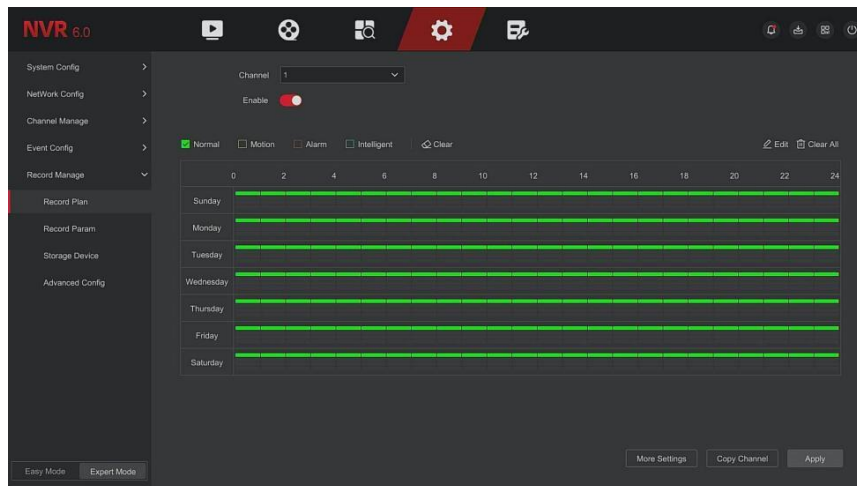 NVR 6.0
System Config
NetWork Config
Channel Manage
Event Config
Record Manage
Record Plan
Record Param
Storage Device
Advanced Config
Easy Mode Expert Mode
Channel 1
Enable
Normal Motion Alarm Intelligent Clear Edit Clear All
0 2 4 6 8 10 12 14 16 18 20 22 24
Sunday
Monday
Tuesday
Wednesday
Thursday
Friday
Saturday
More Settings Copy Channel Apply